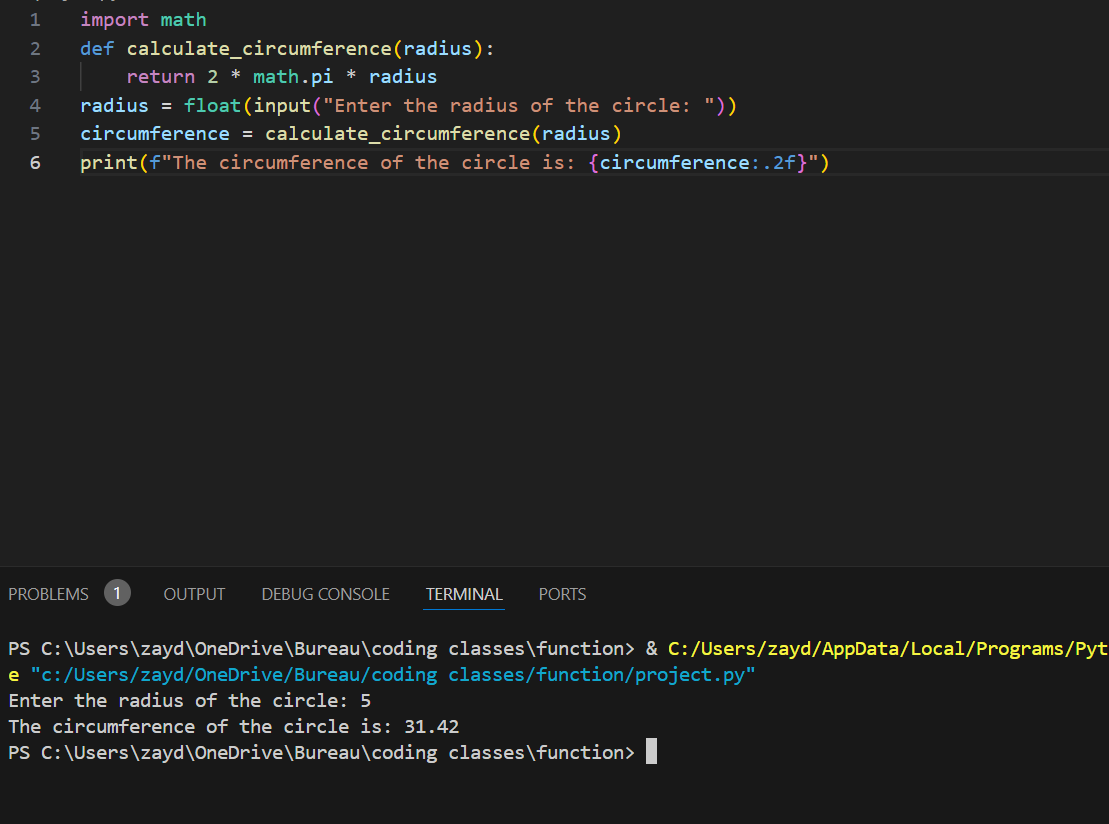 1 import math
2 def calculate_circumference(radius):
3     return 2 * math.pi * radius
4 radius = float(input("Enter the radius of the circle: "))
5 circumference = calculate_circumference(radius)
6 print(f"The circumference of the circle is: {circumference:.2f}")
PROBLEMS 1 OUTPUT DEBUG CONSOLE TERMINAL PORTS
PS C:\Users\zayd\OneDrive\Bureau\coding classes\function> & C:/Users/zayd/AppData/Local/Programs/Pyt
e "c:/Users/zayd/OneDrive/Bureau/coding classes/function/project.py"
Enter the radius of the circle: 5
The circumference of the circle is: 31.42
PS C:\Users\zayd\OneDrive\Bureau\coding classes\function>